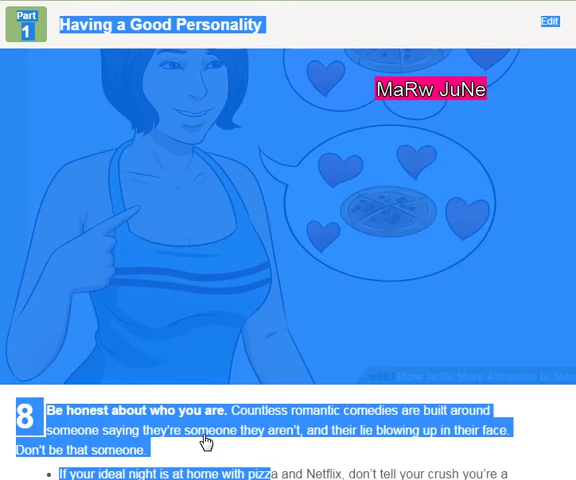 Part
1
Having a Good Personality
Edit
MaRw JuNe
wikiHow to Be More Attractive to Men
8
Be honest about who you are. Countless romantic comedies are built around
someone saying they're someone they aren't, and their lie blowing up in their face.
Don't be that someone.
• If your ideal night is at home with pizza and Netflix, don't tell your crush you're a